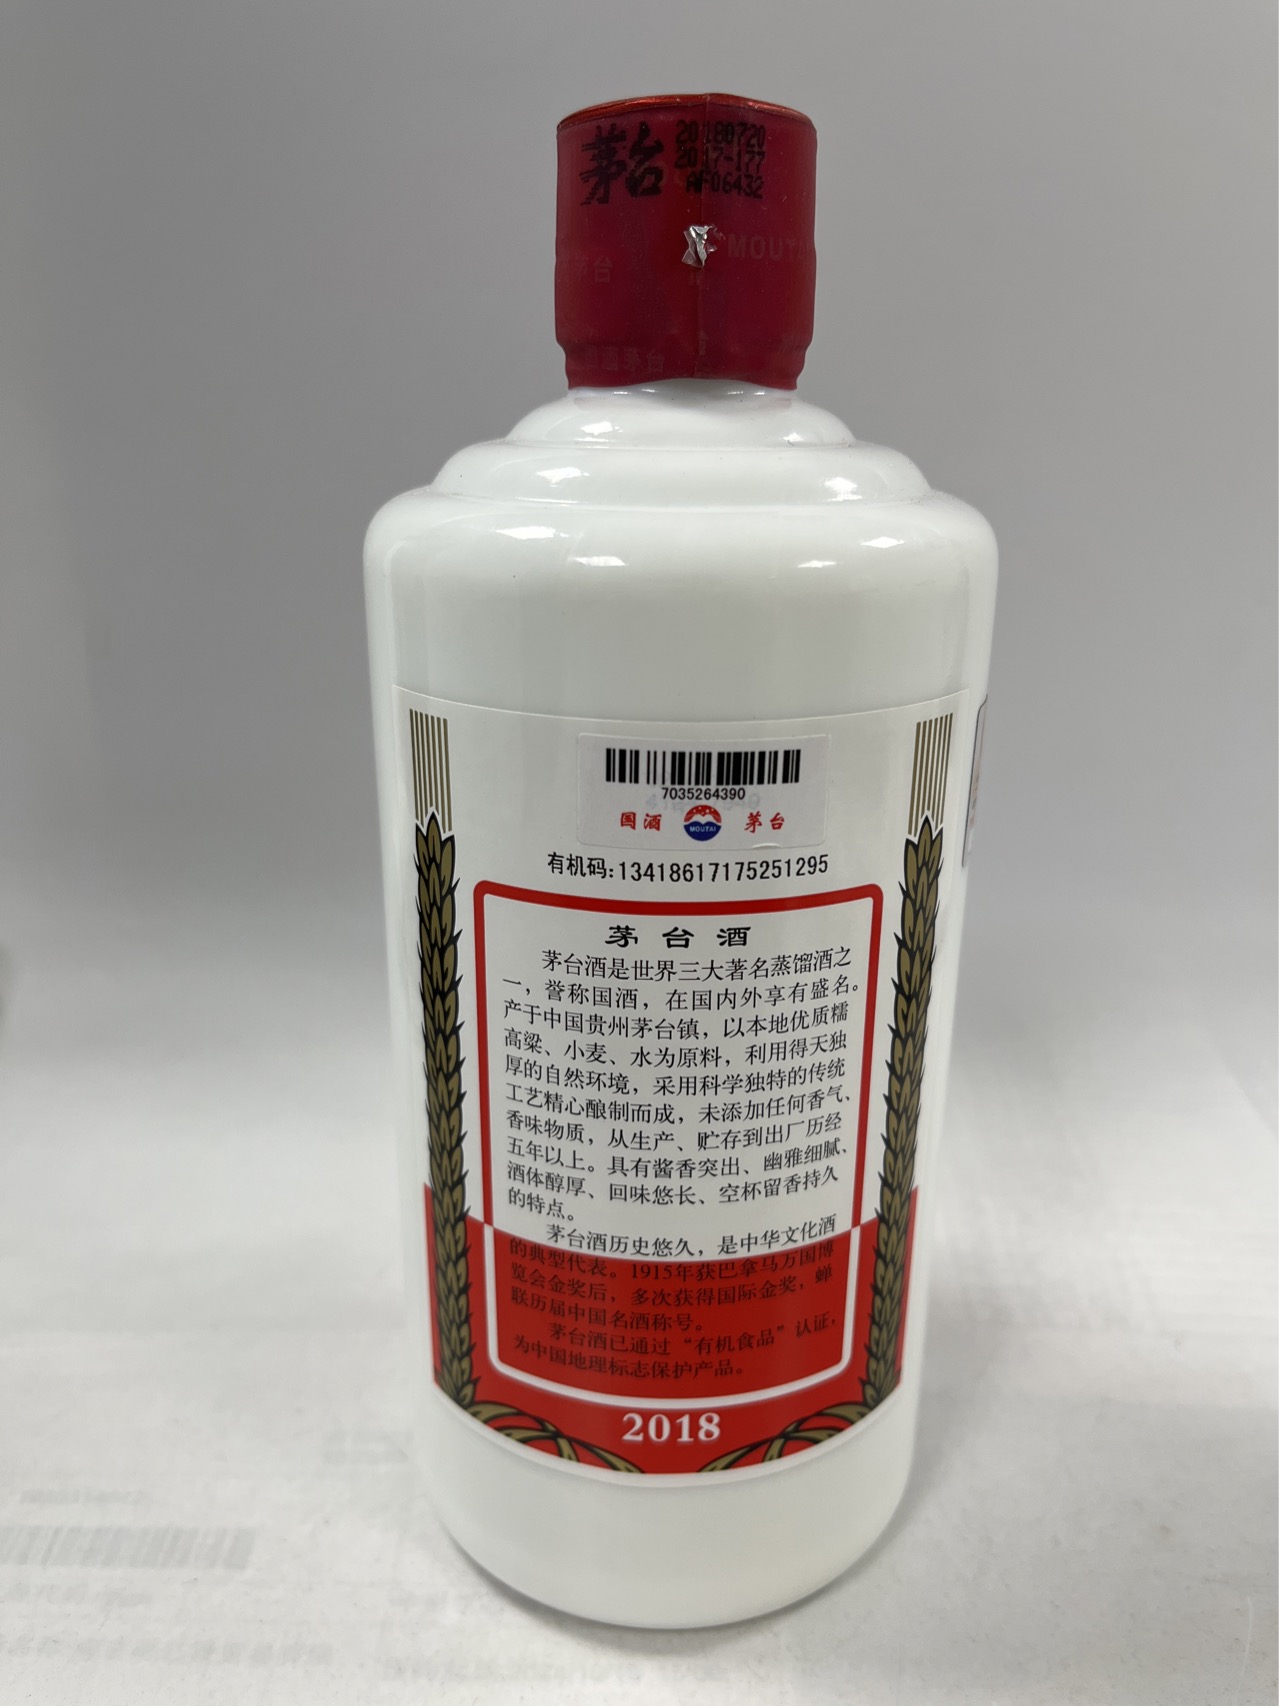 茅台
20180720
2017-177
AF06432
MOUTAI
7035264390
国酒 MOUTAI 茅台
有机码:13418617175251295
茅台酒
茅台酒是世界三大著名蒸馏酒之
一，誉称国酒，在国内外享有盛名。
产于中国贵州茅台镇，以本地优质糯
高粱、小麦、水为原料，利用得天独
厚的自然环境，采用科学独特的传统
工艺精心酿制而成，未添加任何香气、
香味物质，从生产、贮存到出厂历经
五年以上。具有酱香突出、幽雅细腻、
酒体醇厚、回味悠长、空杯留香持久
的特点。
茅台酒历史悠久，是中华文化酒
的典型代表。1915年获巴拿马万国博
览会金奖后，多次获得国际金奖，蝉
联历届中国名酒称号。
茅台酒已通过“有机食品”认证，
为中国地理标志保护产品。
2018